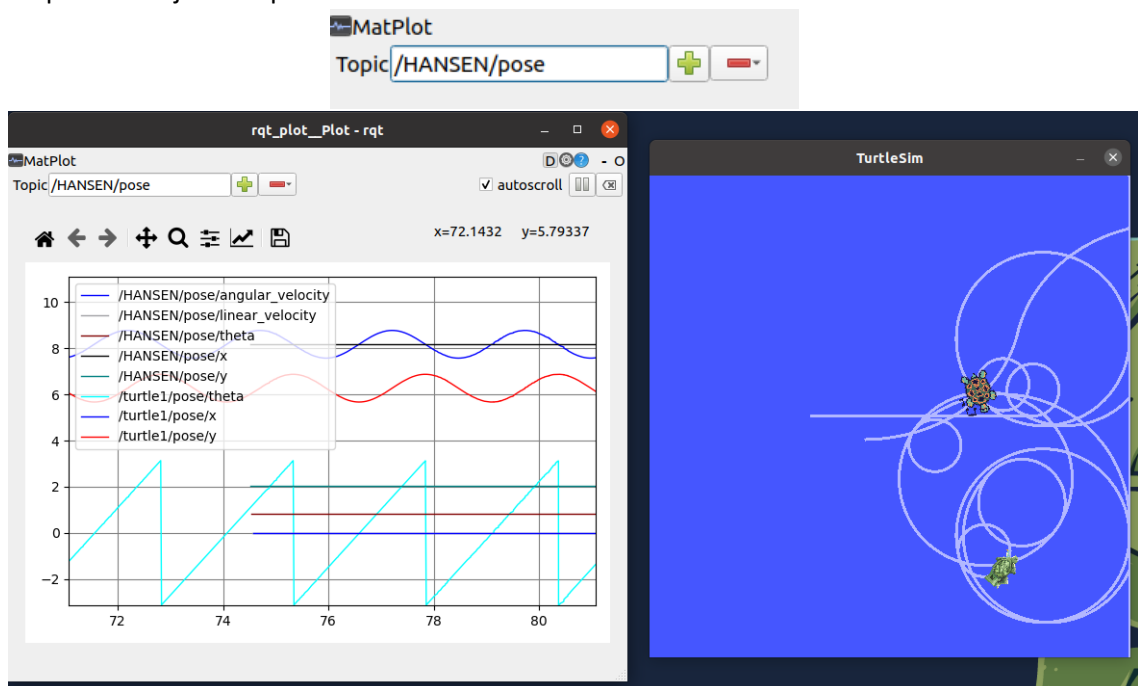 MatPlot
Topic /HANSEN/pose
rqt_plot__Plot - rqt
MatPlot
D - O
Topic /HANSEN/pose
autoscroll
x=72.1432 y=5.79337
/HANSEN/pose/angular_velocity
/HANSEN/pose/linear_velocity
/HANSEN/pose/theta
/HANSEN/pose/x
/HANSEN/pose/y
/turtle1/pose/theta
/turtle1/pose/x
/turtle1/pose/y
10
8
6
4
2
0
−2
72 74 76 78 80
TurtleSim